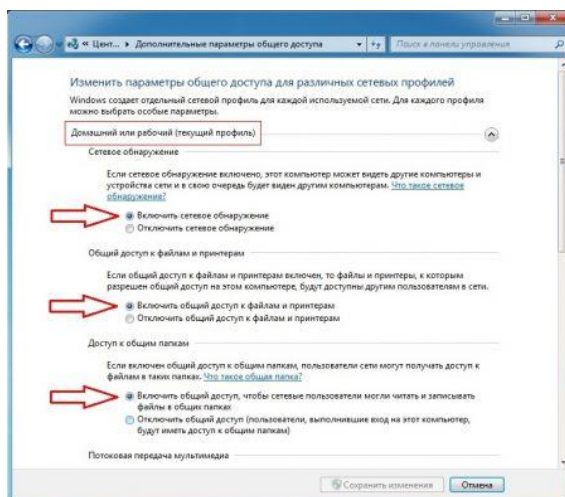 « Цент... ▸ Дополнительные параметры общего доступа
Поиск в панели управления
Изменить параметры общего доступа для различных сетевых профилей
Windows создает отдельный сетевой профиль для каждой используемой сети. Для каждого профиля
можно выбрать особые параметры.
Домашний или рабочий (текущий профиль)
Сетевое обнаружение
Если сетевое обнаружение включено, этот компьютер может видеть другие компьютеры и
устройства сети и в свою очередь будет виден другим компьютерам. Что такое сетевое
обнаружение?
Включить сетевое обнаружение
Отключить сетевое обнаружение
Общий доступ к файлам и принтерам
Если общий доступ к файлам и принтерам включен, то файлы и принтеры, к которым
разрешен общий доступ на этом компьютере, будут доступны другим пользователям в сети.
Включить общий доступ к файлам и принтерам
Отключить общий доступ к файлам и принтерам
Доступ к общим папкам
Если включен общий доступ к общим папкам, пользователи сети могут получать доступ к
файлам в таких папках. Что такое общая папка?
Включить общий доступ, чтобы сетевые пользователи могли читать и записывать
файлы в общих папках
Отключить общий доступ (пользователи, выполнившие вход на этот компьютер,
будут иметь доступ к общим папкам)
Потоковая передача мультимедиа
Сохранить изменения
Отмена